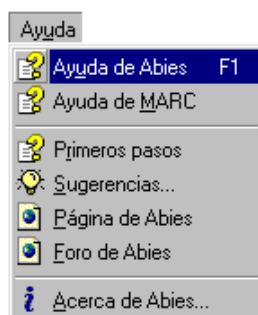 Ayuda
Ayuda de Abies F1
Ayuda de MARC
Primeros pasos
Sugerencias...
Página de Abies
Foro de Abies
Acerca de Abies...